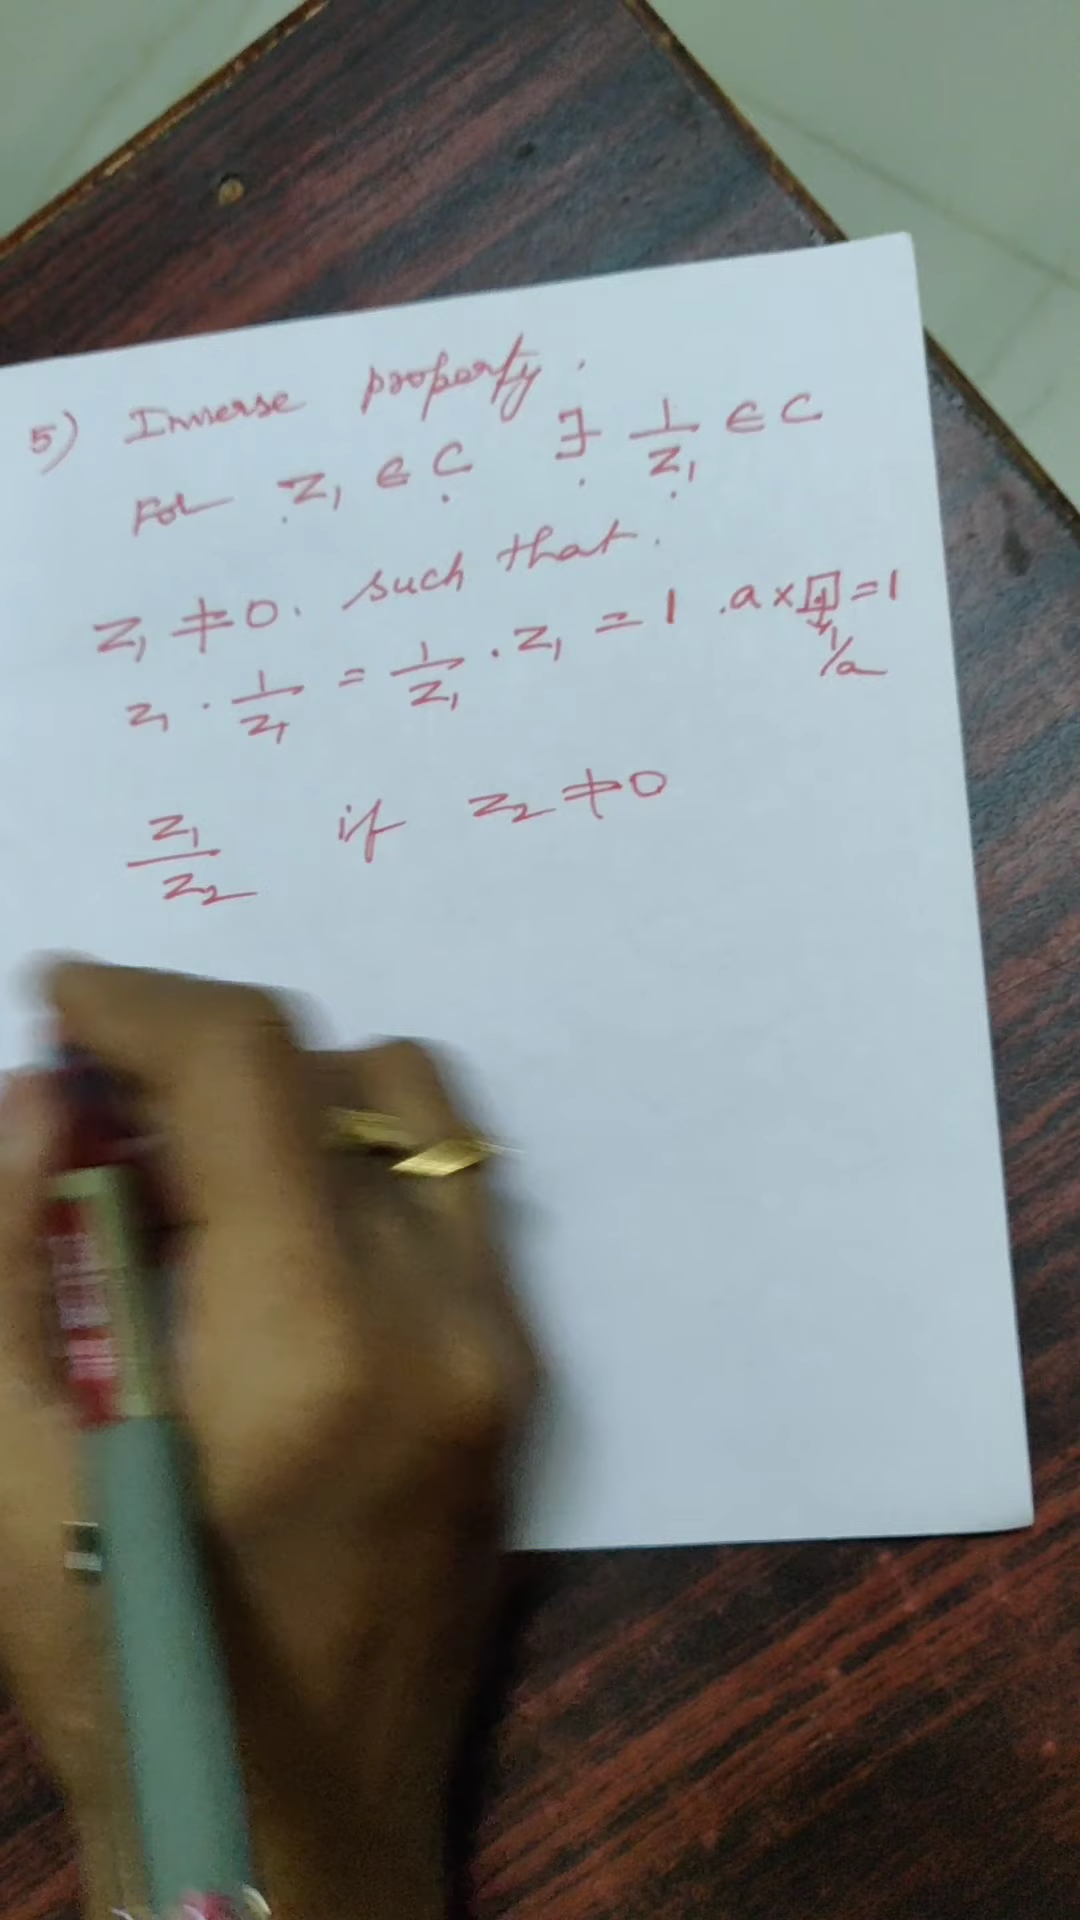 5) Inverse property.
For z₁ ∈ C ∃ 1/z₁ ∈ C
z₁ ≠ 0. such that.
z₁ · 1/z₁ = 1/z₁ · z₁ = 1 .a × = 1
1/a
z₁/z₂ if z₂ ≠ 0